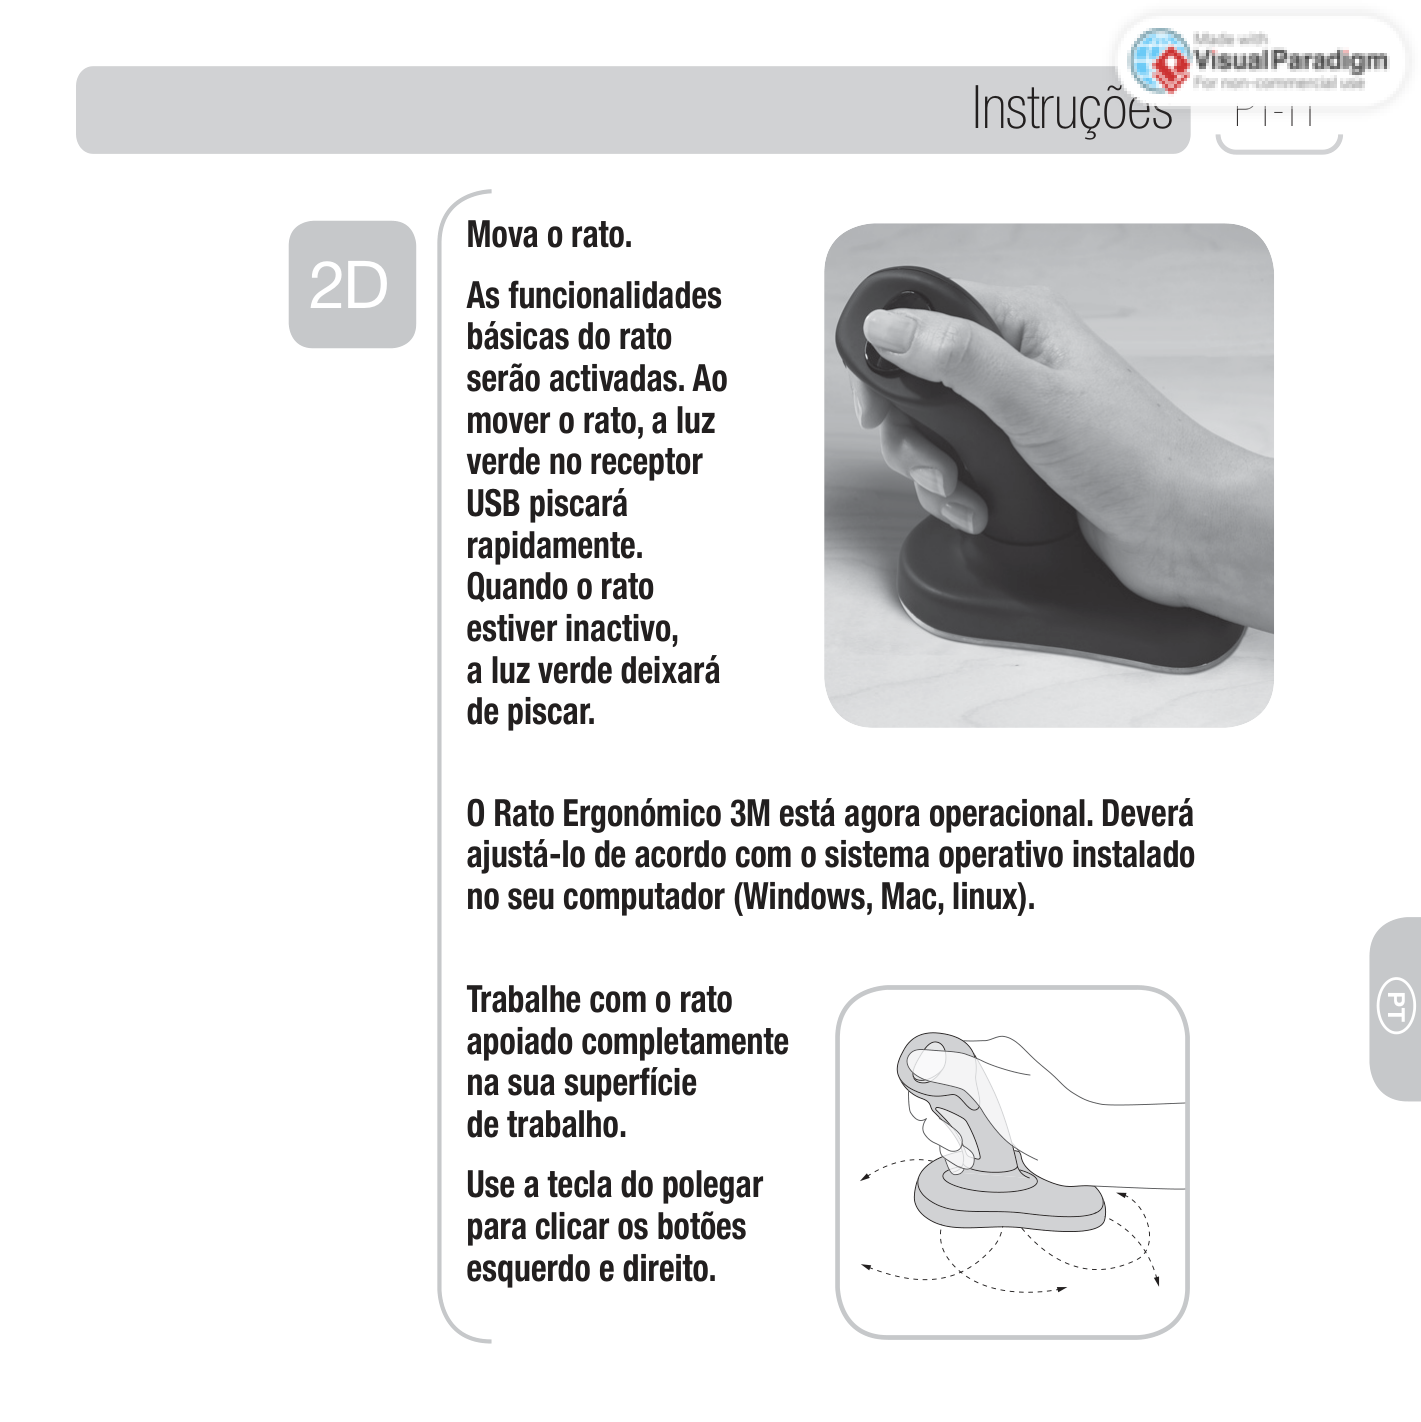 Made with
VisualParadigm
For non-commercial use
Instruções
2D
Mova o rato.
As funcionalidades
básicas do rato
serão activadas. Ao
mover o rato, a luz
verde no receptor
USB piscará
rapidamente.
Quando o rato
estiver inactivo,
a luz verde deixará
de piscar.
O Rato Ergonómico 3M está agora operacional. Deverá
ajustá-lo de acordo com o sistema operativo instalado
no seu computador (Windows, Mac, linux).
PT
Trabalhe com o rato
apoiado completamente
na sua superfície
de trabalho.
Use a tecla do polegar
para clicar os botões
esquerdo e direito.